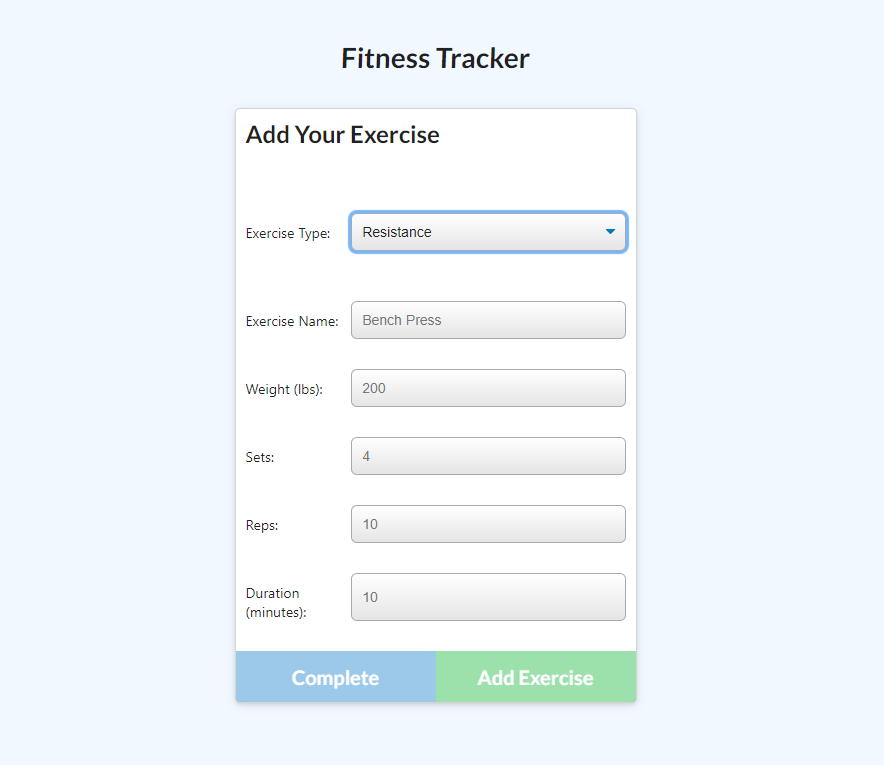 Fitness Tracker
Add Your Exercise
Exercise Type: Resistance
Exercise Name: Bench Press
Weight (lbs): 200
Sets: 4
Reps: 10
Duration
(minutes): 10
Complete Add Exercise